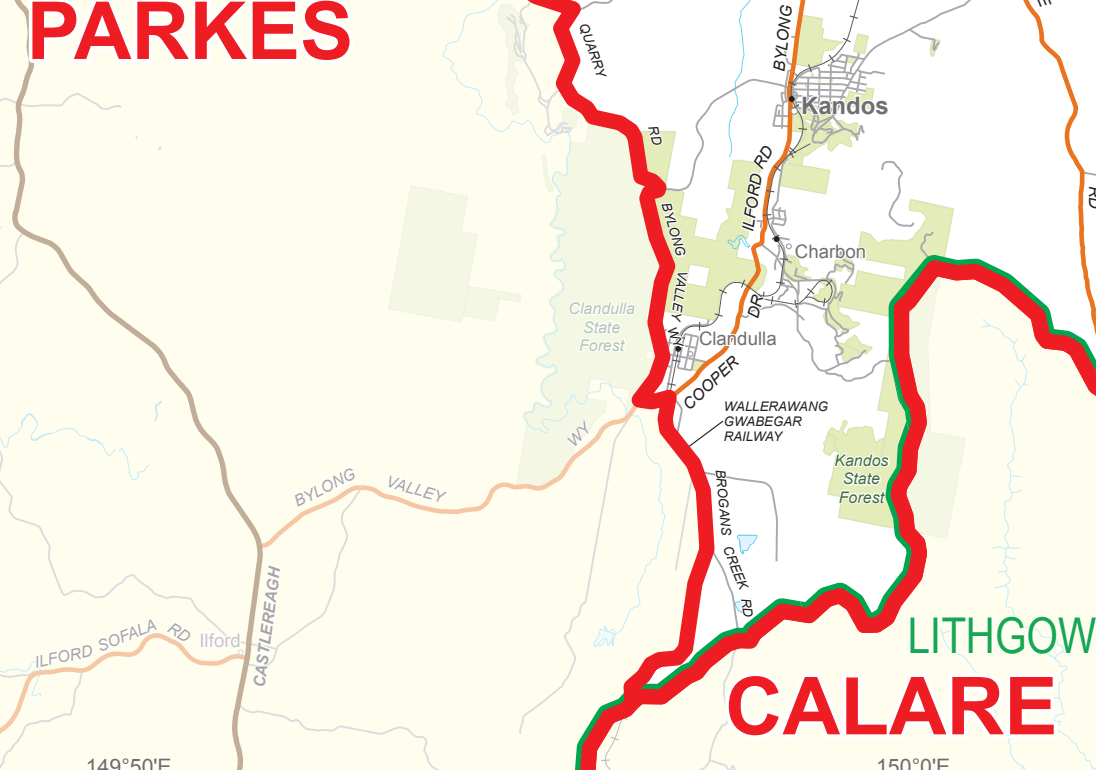 PARKES
QUARRY
RD
BYLONG
Kandos
ILFORD RD
RD
BYLONG VALLEY WY
Charbon
Clandulla
State
Forest
DR
Clandulla
COOPER
WALLERAWANG
GWABEGAR
RAILWAY
WY
BYLONG VALLEY
Kandos
State
Forest
BROGANS CREEK RD
CASTLEREAGH
ILFORD SOFALA RD
Ilford
LITHGOW
CALARE
149°50'E
150°0'E